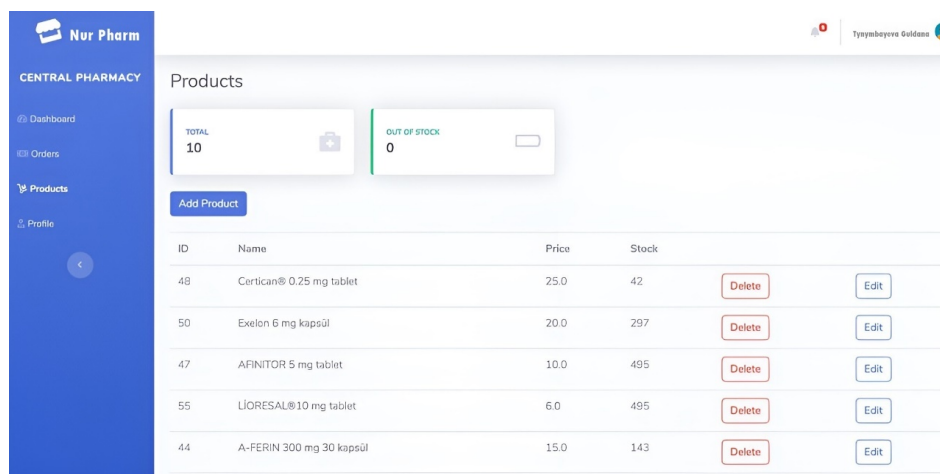 Nur Pharm
0
Tynymbayeva Guldana
CENTRAL PHARMACY
Dashboard
Orders
Products
Profile
Products
TOTAL
10
OUT OF STOCK
0
Add Product
ID Name Price Stock
48 Certican® 0.25 mg tablet 25.0 42 Delete Edit
50 Exelon 6 mg kapsül 20.0 297 Delete Edit
47 AFINITOR 5 mg tablet 10.0 495 Delete Edit
55 LİORESAL®10 mg tablet 6.0 495 Delete Edit
44 A-FERIN 300 mg 30 kapsül 15.0 143 Delete Edit